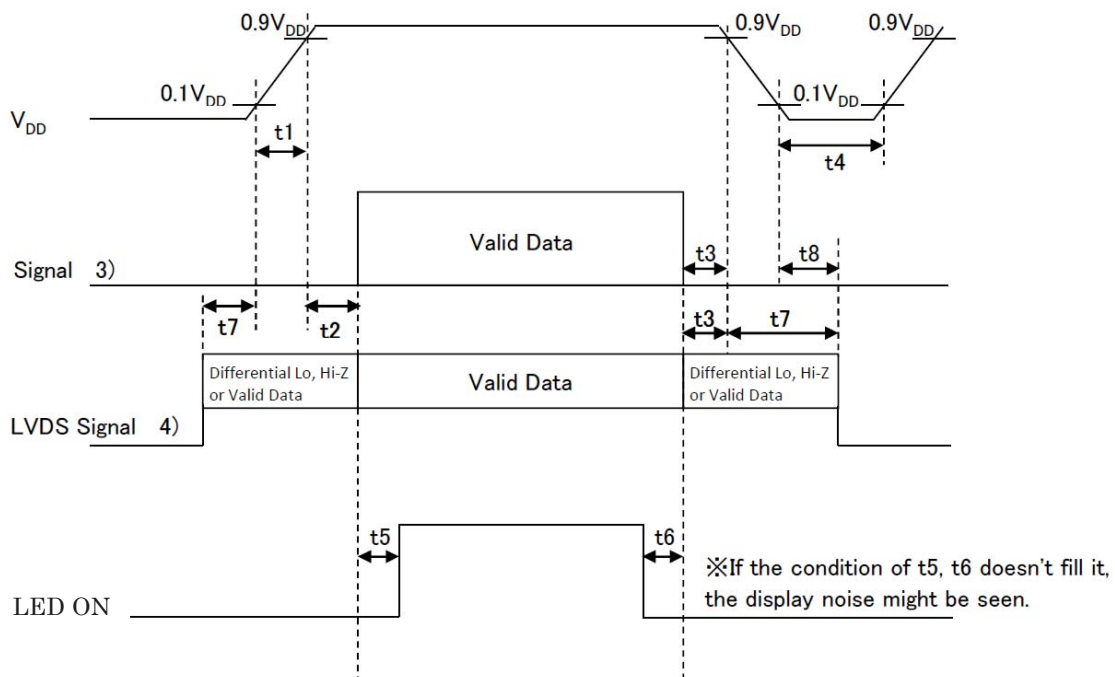 0.9VDD
0.9VDD
0.9VDD
0.1VDD
0.1VDD
VDD
t1
t4
Valid Data
Signal 3)
t3
t8
t7
t2
t3
t7
Differential Lo, Hi-Z
or Valid Data
Valid Data
Differential Lo, Hi-Z
or Valid Data
LVDS Signal 4)
t5
t6
※If the condition of t5, t6 doesn't fill it,
the display noise might be seen.
LED ON